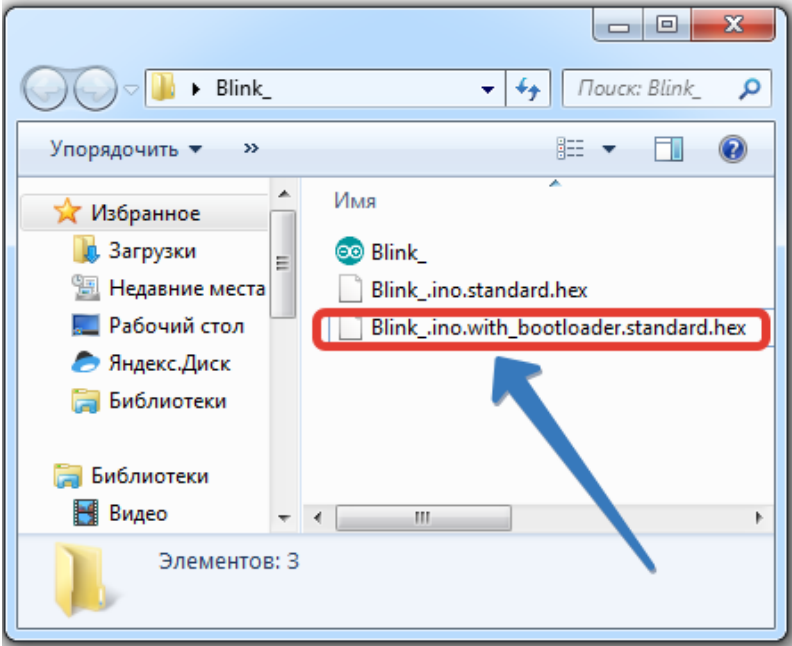 Blink_
Поиск: Blink_
Упорядочить
Избранное
Загрузки
Недавние места
Рабочий стол
Яндекс.Диск
Библиотеки
Библиотеки
Видео
Имя
Blink_
Blink_.ino.standard.hex
Blink_.ino.with_bootloader.standard.hex
Элементов: 3